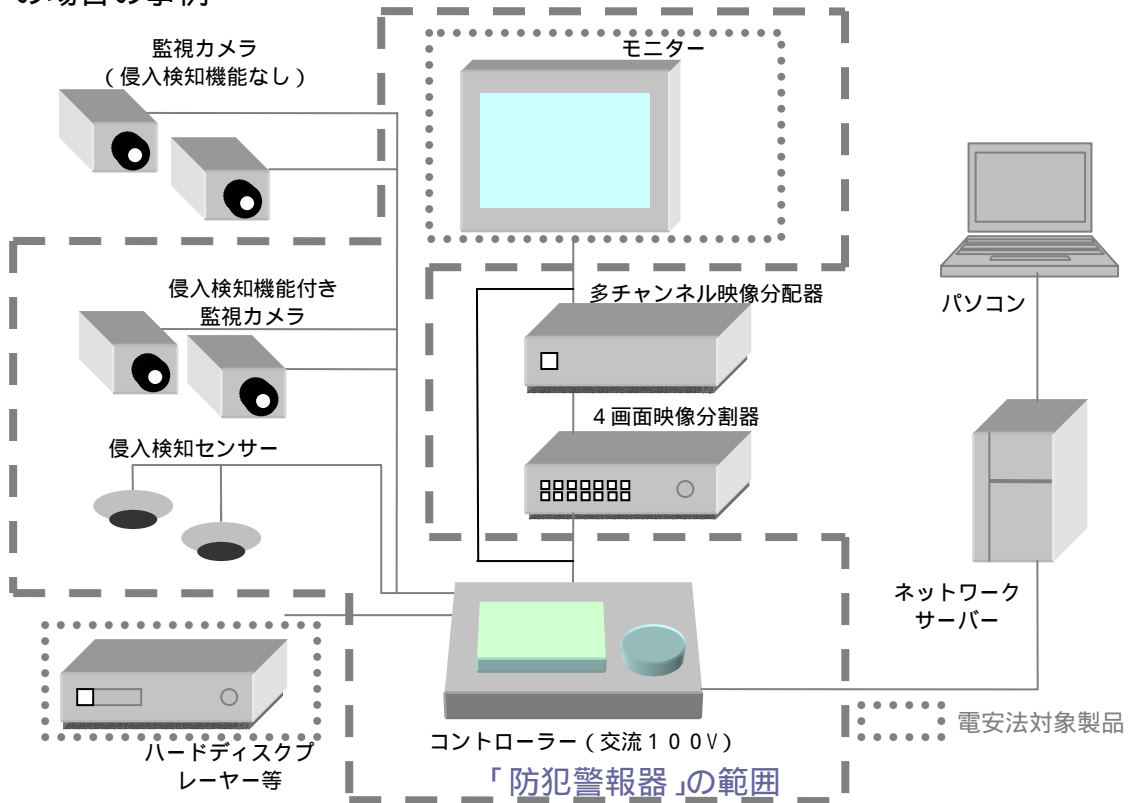 の場合の事例
監視カメラ
(侵入検知機能なし)
モニター
侵入検知機能付き
監視カメラ
多チャンネル映像分配器
パソコン
4画面映像分割器
侵入検知センサー
ネットワーク
サーバー
ハードディスクプ
レーヤー等
コントローラー(交流100V)
電安法対象製品
「防犯警報器」の範囲